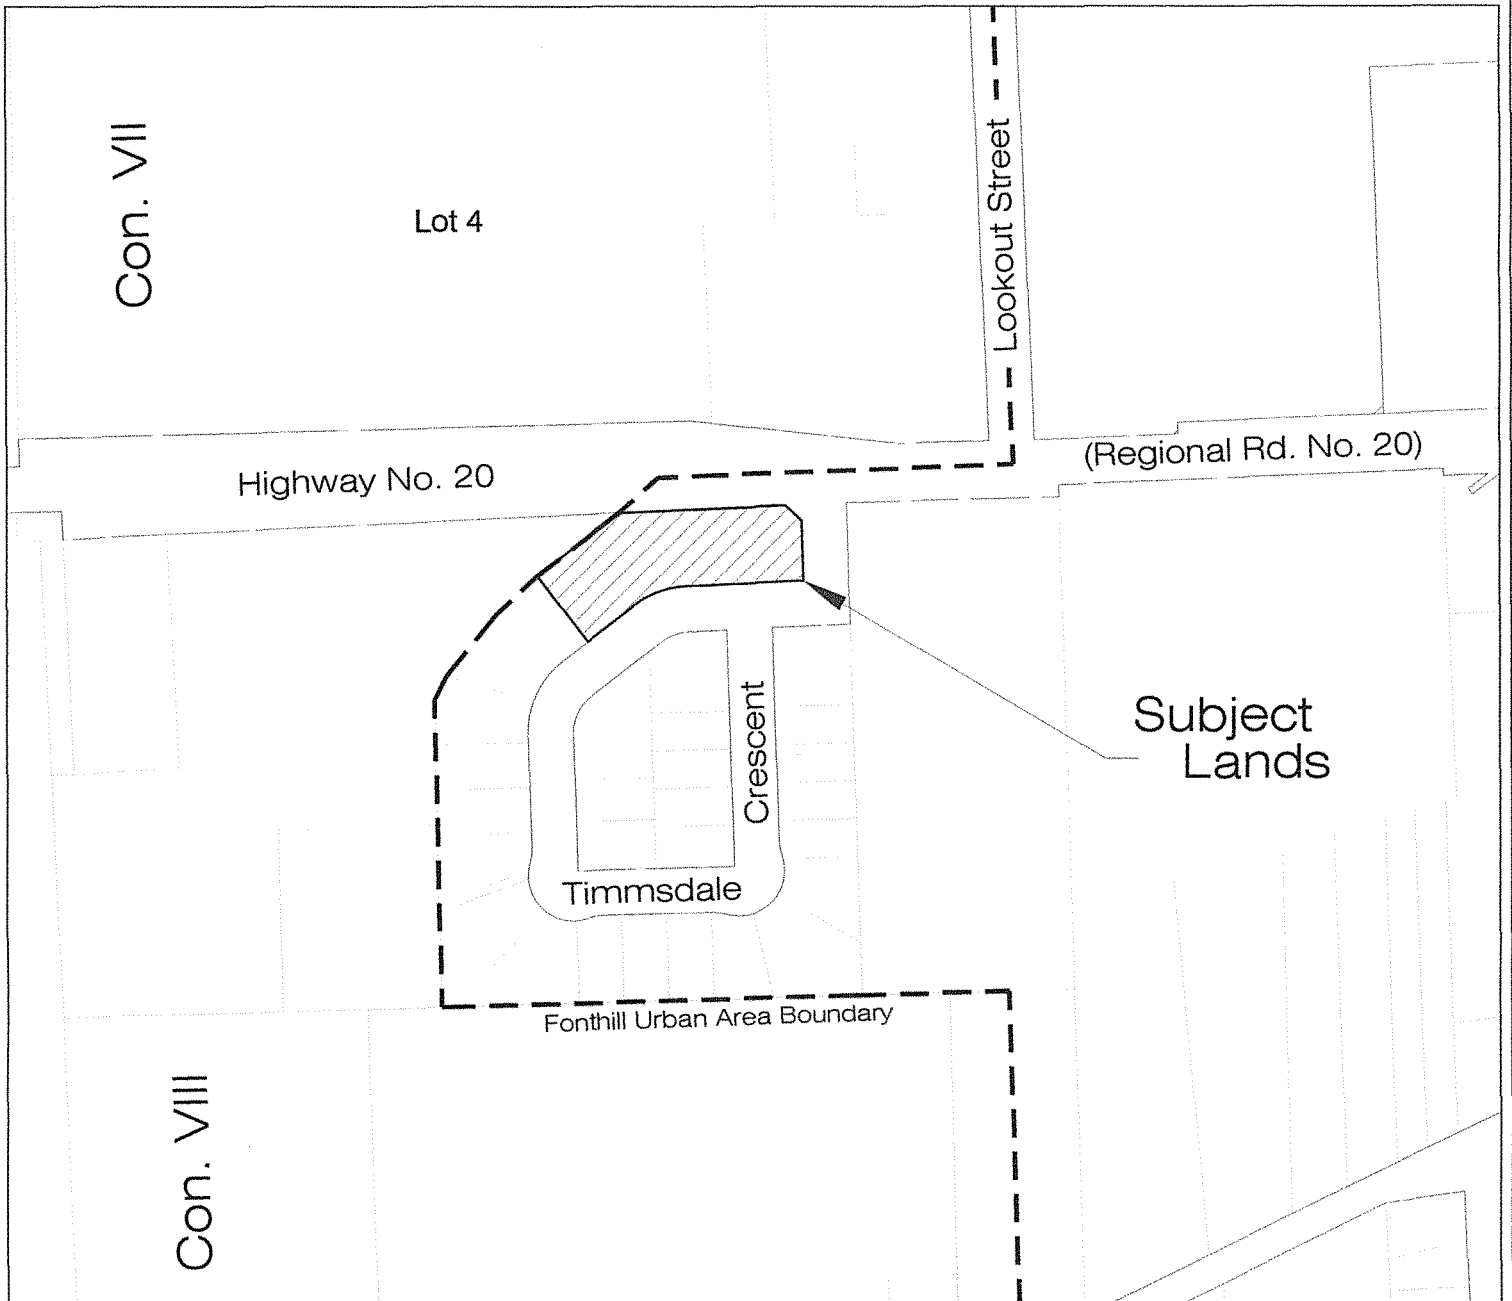 Con. VII
Lot 4
Lookout Street
Highway No. 20
(Regional Rd. No. 20)
Subject
Lands
Crescent
Timmsdale
Fonthill Urban Area Boundary
Con. VIII